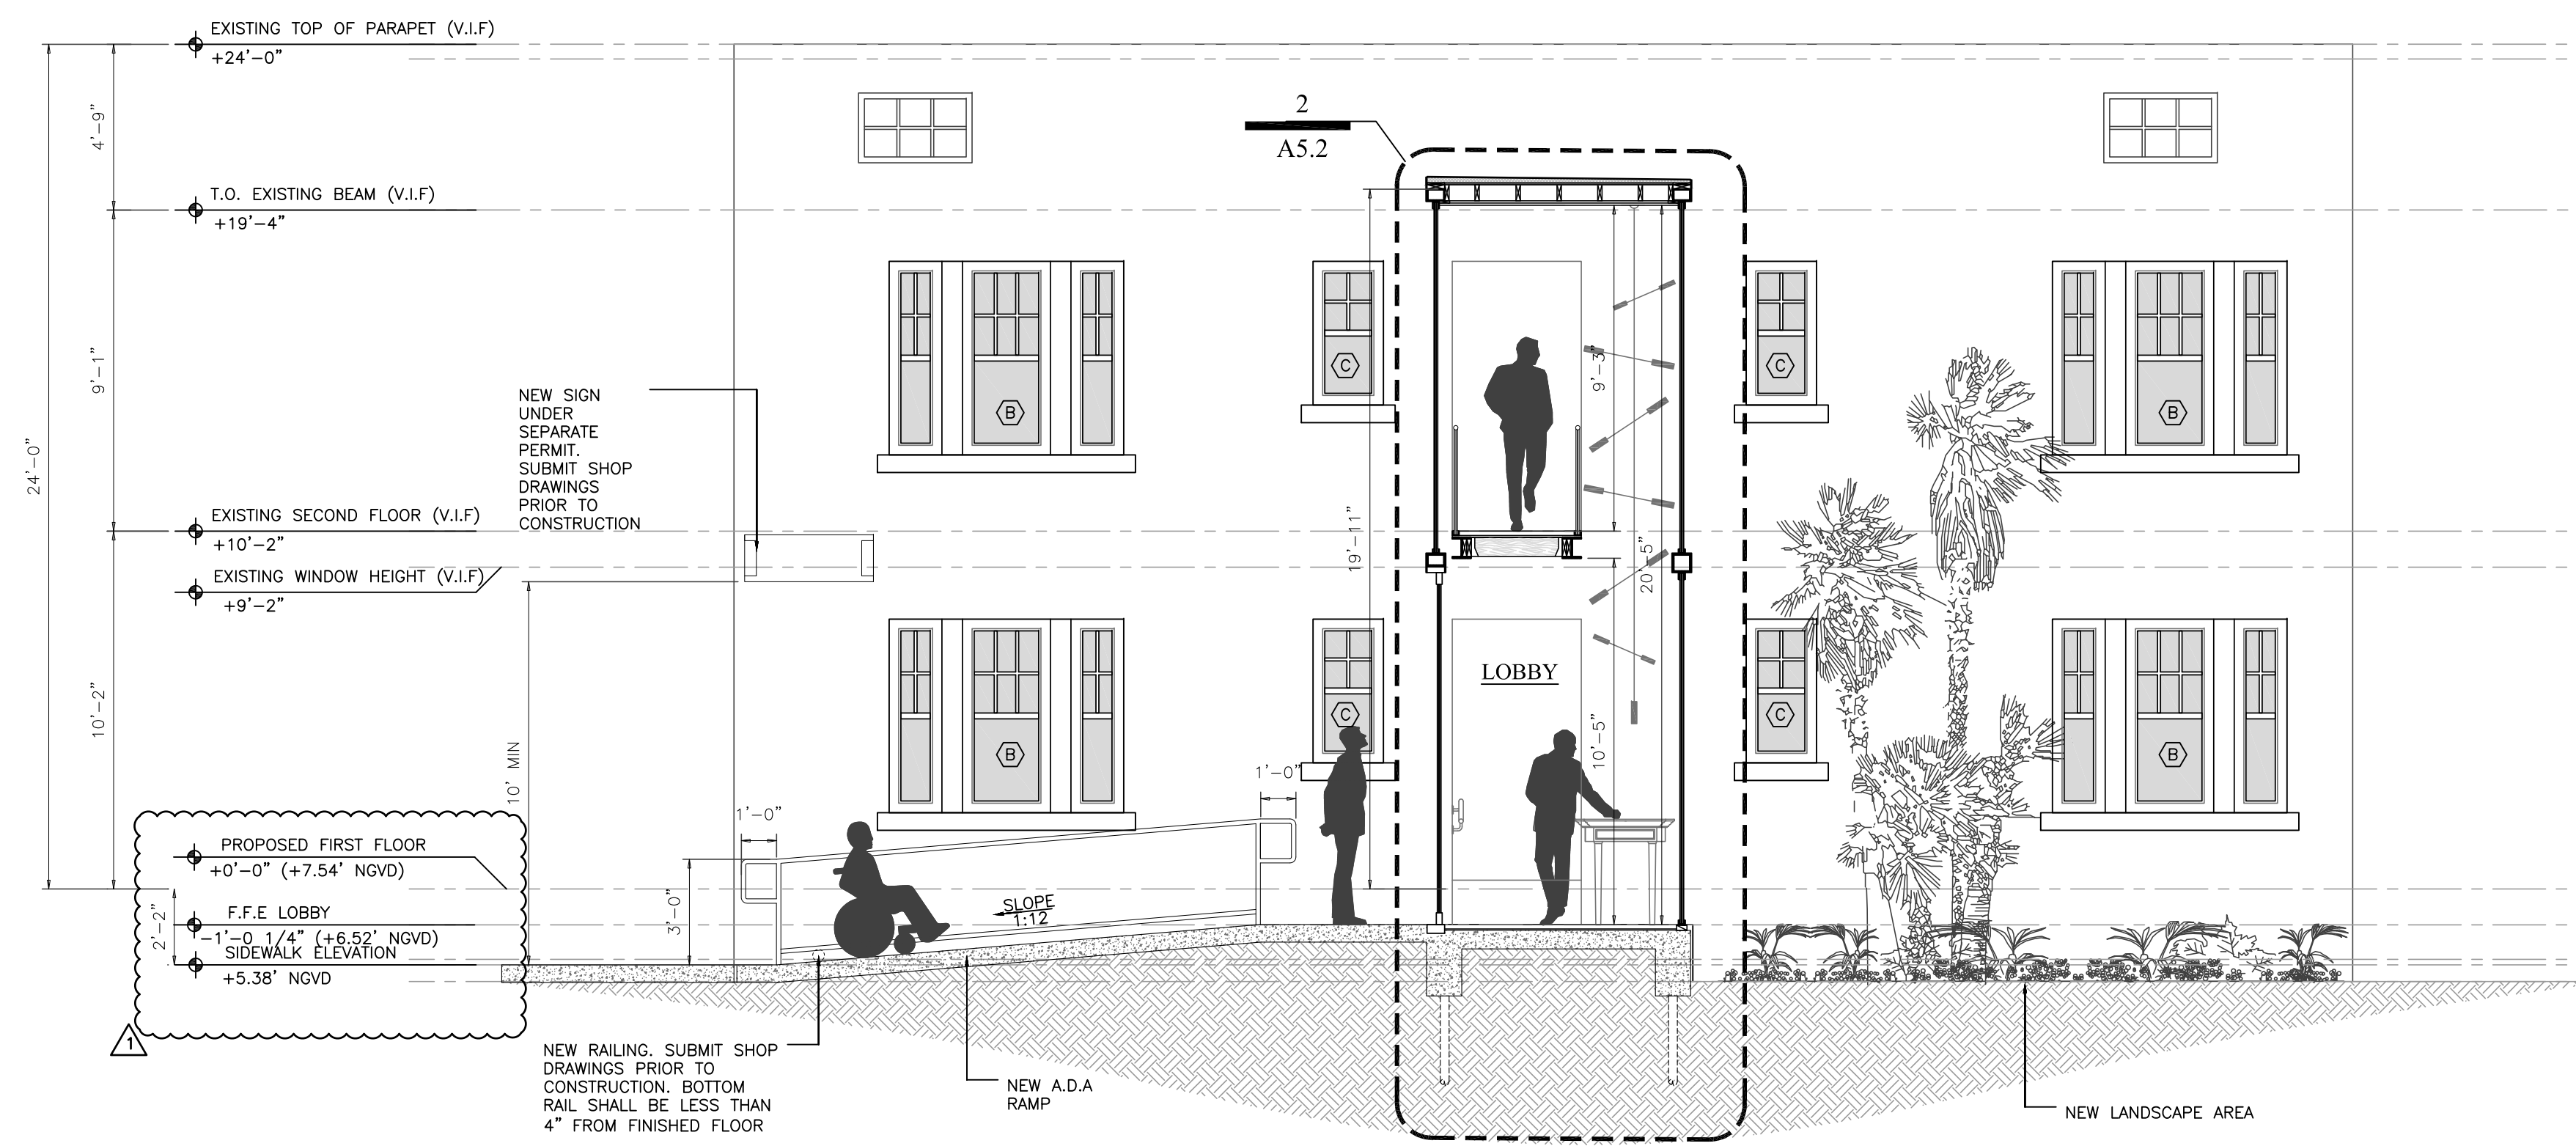 EXISTING TOP OF PARAPET (V.I.F)
+24'-0"
4'-9"
2
A5.2
T.O. EXISTING BEAM (V.I.F)
+19'-4"
9'-1"
24'-0"
NEW SIGN
UNDER
SEPARATE
PERMIT.
SUBMIT SHOP
DRAWINGS
PRIOR TO
CONSTRUCTION
C
C
B
B
9'-3"
EXISTING SECOND FLOOR (V.I.F)
+10'-2"
EXISTING WINDOW HEIGHT (V.I.F)
+9'-2"
19'-11"
20'-5"
10'-2"
10' MIN
LOBBY
C
C
B
B
10'-5"
1'-0"
1'-0"
3'-0"
SLOPE
1:12
PROPOSED FIRST FLOOR
+0'-0" (+7.54' NGVD)
F.F.E LOBBY
-1'-0 1/4" (+6.52' NGVD)
2'-2"
SIDEWALK ELEVATION
+5.38' NGVD
1
NEW RAILING. SUBMIT SHOP
DRAWINGS PRIOR TO
CONSTRUCTION. BOTTOM
RAIL SHALL BE LESS THAN
4" FROM FINISHED FLOOR
NEW A.D.A
RAMP
NEW LANDSCAPE AREA